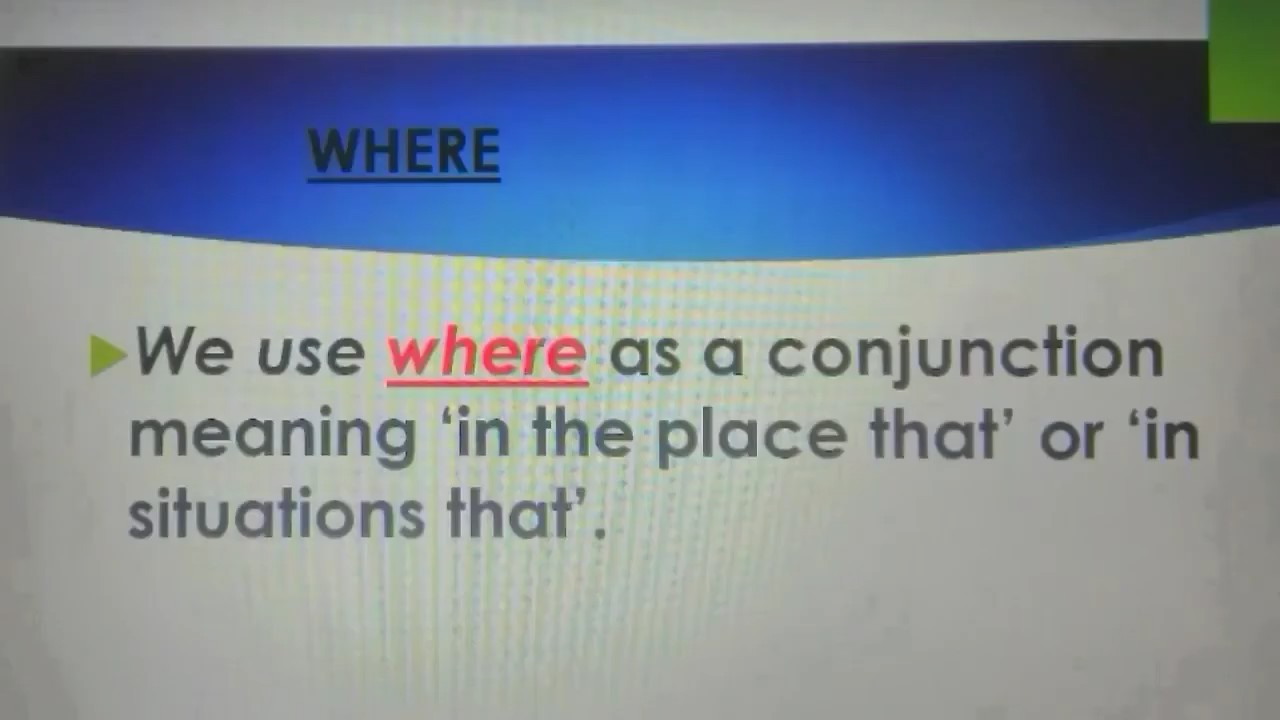 WHERE
We use where as a conjunction
meaning ‘in the place that’ or ‘in
situations that’.